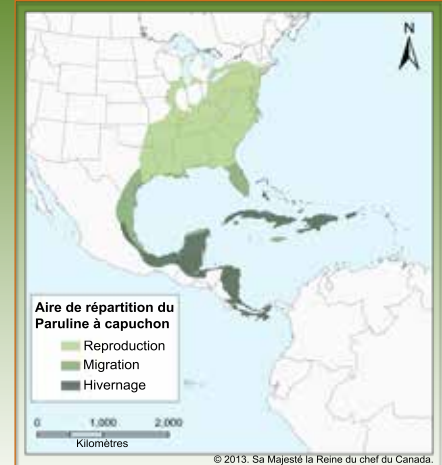 N
Aire de répartition du
Paruline à capuchon
Reproduction
Migration
Hivernage
0 1,000 2,000
Kilomètres
© 2013. Sa Majesté la Reine du chef du Canada.